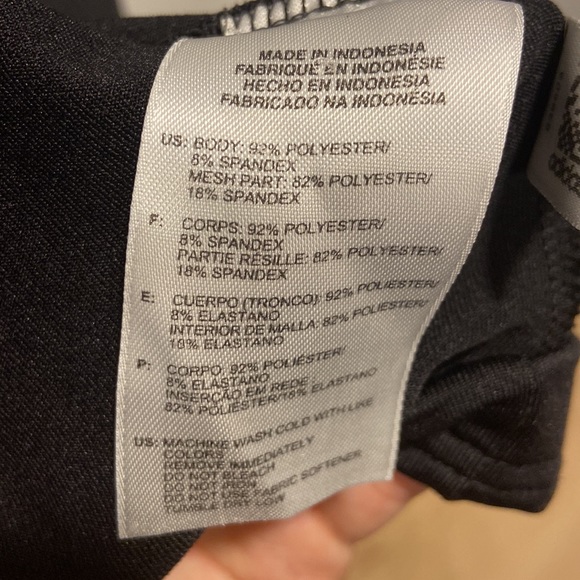 MADE IN INDONESIA
FABRIQUÉ EN INDONÉSIE
HECHO EN INDONESIA
FABRICADO NA INDONÉSIA
US: BODY: 92% POLYESTER/
8% SPANDEX
MESH PART: 82% POLYESTER/
18% SPANDEX
F: CORPS: 92% POLYESTER/
8% SPANDEX
PARTIE RÉSILLE: 82% POLYESTER/
18% SPANDEX
E: CUERPO (TRONCO): 92% POLIESTER/
8% ELASTANO
INTERIOR DE MALLA: 82% POLIESTER/
18% ELASTANO
P: CORPO: 92% POLIESTER/
8% ELASTANO
INSERÇÃO EM REDE
82% POLIESTER/18% ELASTANO
US: MACHINE WASH COLD WITH LIKE
COLORS
REMOVE IMMEDIATELY
DO NOT BLEACH
DO NOT IRON
DO NOT USE FABRIC SOFTENER
TUMBLE DRY LOW